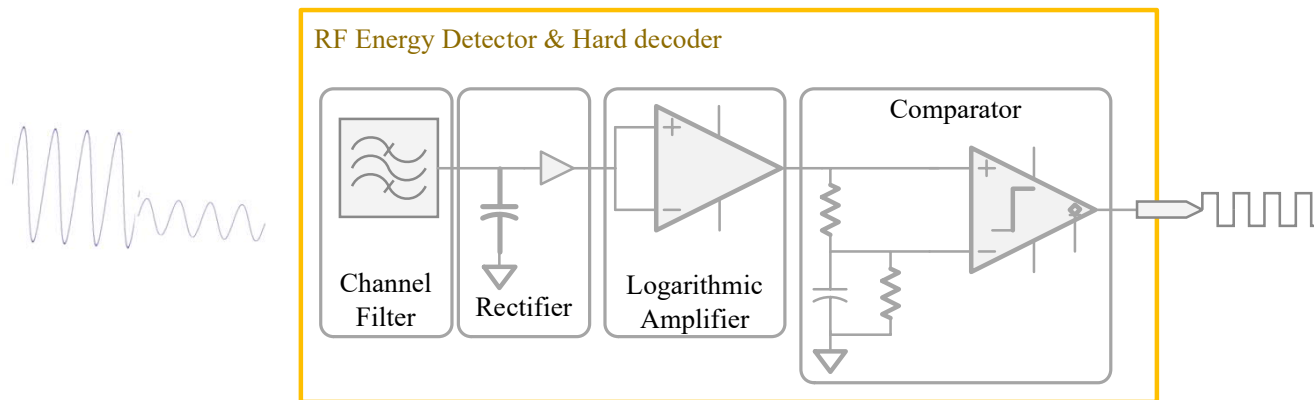 RF Energy Detector & Hard decoder
Channel
Filter
Rectifier
Logarithmic
Amplifier
Comparator